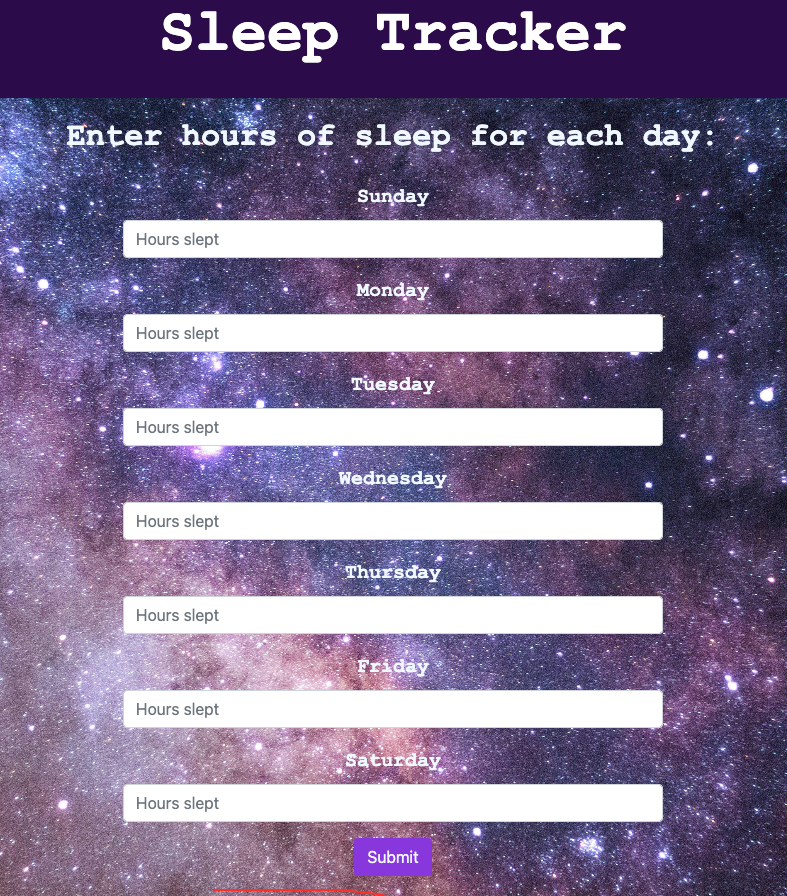 Sleep Tracker
Enter hours of sleep for each day:
Sunday
Hours slept
Monday
Hours slept
Tuesday
Hours slept
Wednesday
Hours slept
Thursday
Hours slept
Friday
Hours slept
Saturday
Hours slept
Submit